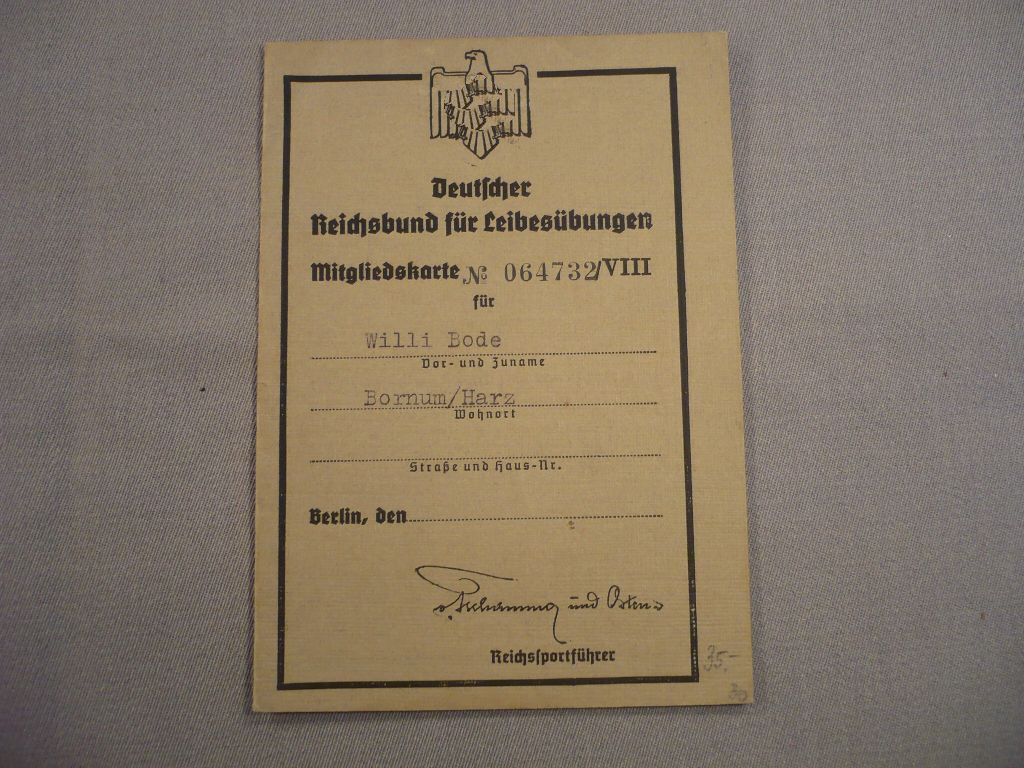 Deutscher
Reichsbund für Leibesübungen
Mitgliedskarte № 064732/VIII
für
Willi Bode
Vor- und Zuname
Bornum/Harz
Wohnort
Straße und Haus-Nr.
Berlin, den
v. Tschammer und Osten
Reichssportführer
35.-
30